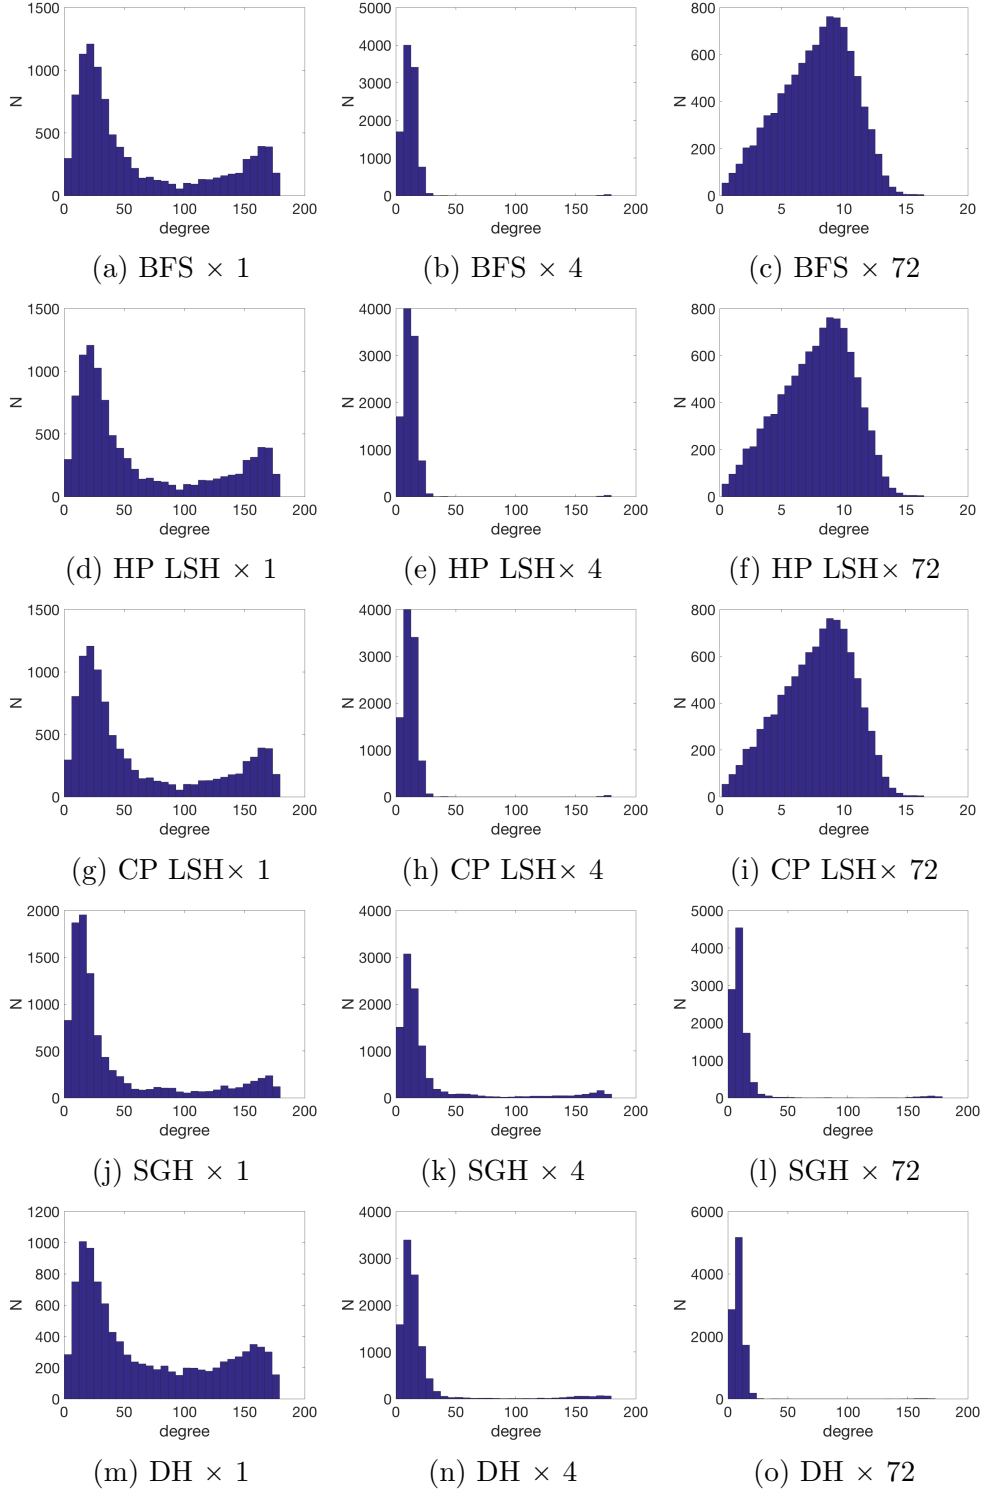 1500
1000
500
0
N
0 50 100 150 200
degree
(a) BFS × 1
5000
4000
3000
2000
1000
0
N
0 50 100 150 200
degree
(b) BFS × 4
800
600
400
200
0
N
0 5 10 15 20
degree
(c) BFS × 72
1500
1000
500
0
N
0 50 100 150 200
degree
(d) HP LSH × 1
4000
3000
2000
1000
0
N
0 50 100 150 200
degree
(e) HP LSH× 4
800
600
400
200
0
N
0 5 10 15 20
degree
(f) HP LSH× 72
1500
1000
500
0
N
0 50 100 150 200
degree
(g) CP LSH× 1
4000
3000
2000
1000
0
N
0 50 100 150 200
degree
(h) CP LSH× 4
800
600
400
200
0
N
0 5 10 15 20
degree
(i) CP LSH× 72
2000
1500
1000
500
0
N
0 50 100 150 200
degree
(j) SGH × 1
4000
3000
2000
1000
0
N
0 50 100 150 200
degree
(k) SGH × 4
5000
4000
3000
2000
1000
0
N
0 50 100 150 200
degree
(l) SGH × 72
1200
1000
800
600
400
200
0
N
0 50 100 150 200
degree
(m) DH × 1
4000
3000
2000
1000
0
N
0 50 100 150 200
degree
(n) DH × 4
6000
4000
2000
0
N
0 50 100 150 200
degree
(o) DH × 72